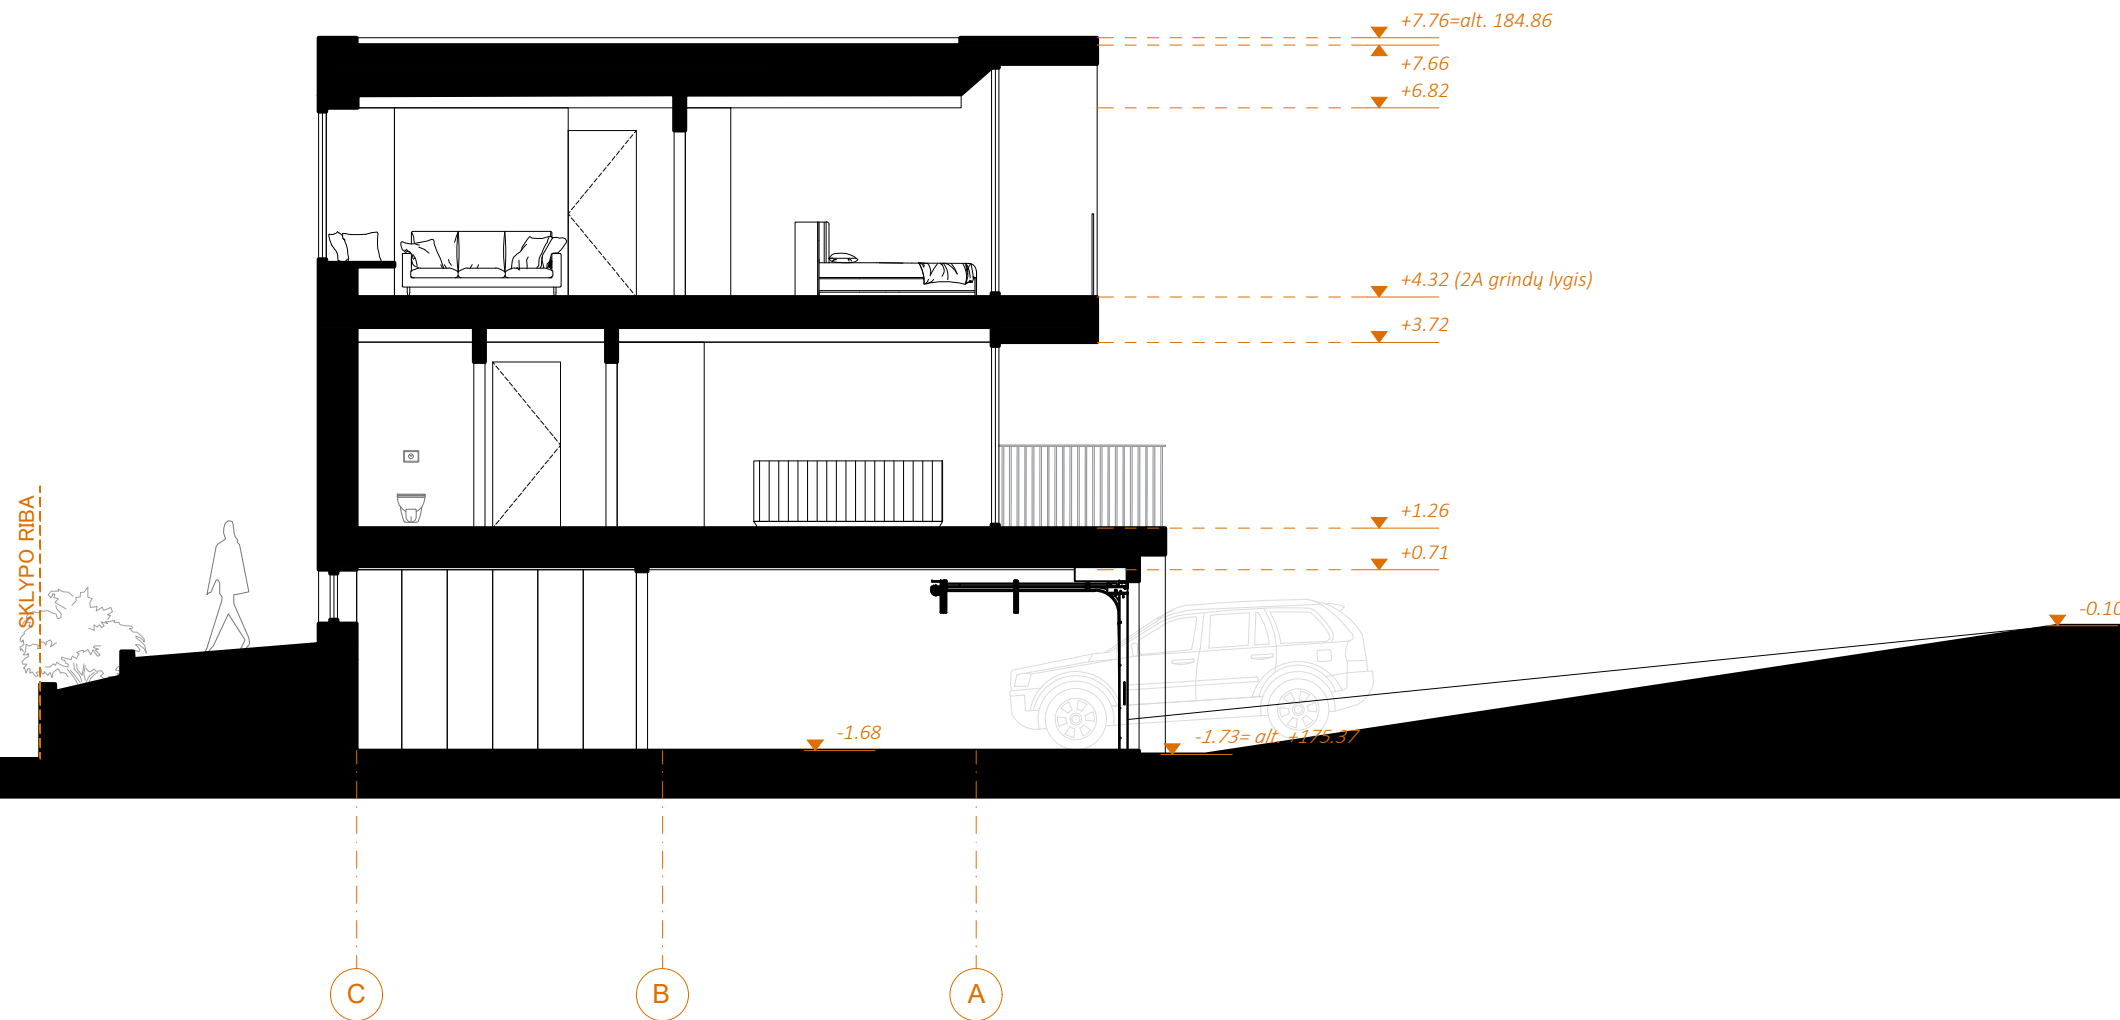 +7.76=alt. 184.86
+7.66
+6.82
+4.32 (2A grindų lygis)
+3.72
SKLYPO RIBA
+1.26
+0.71
-0.10
-1.68
-1.73= alt. +175.37
C
B
A